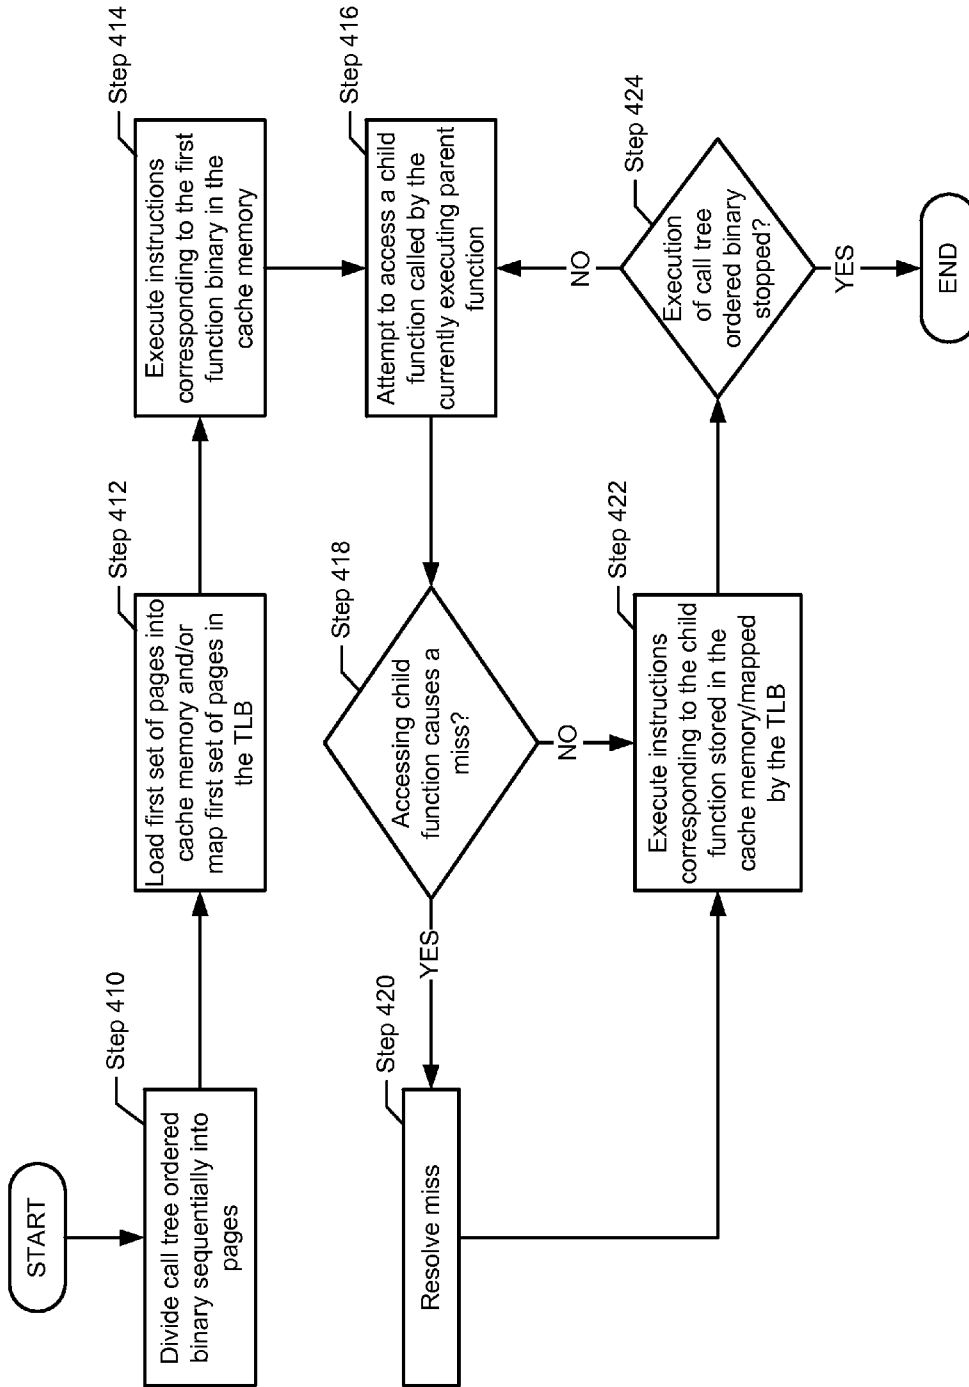 START
Step 410
Divide call tree ordered
binary sequentially into
pages
Step 412
Load first set of pages into
cache memory and/or
map first set of pages in
the TLB
Step 414
Execute instructions
corresponding to the first
function binary in the
cache memory
Step 416
Attempt to access a child
function called by the
currently executing parent
function
Step 418
Accessing child
function causes a
miss?
YES
NO
Step 420
Resolve miss
Step 422
Execute instructions
corresponding to the child
function stored in the
cache memory/mapped
by the TLB
Step 424
Execution
of call tree
ordered binary
stopped?
NO
YES
END